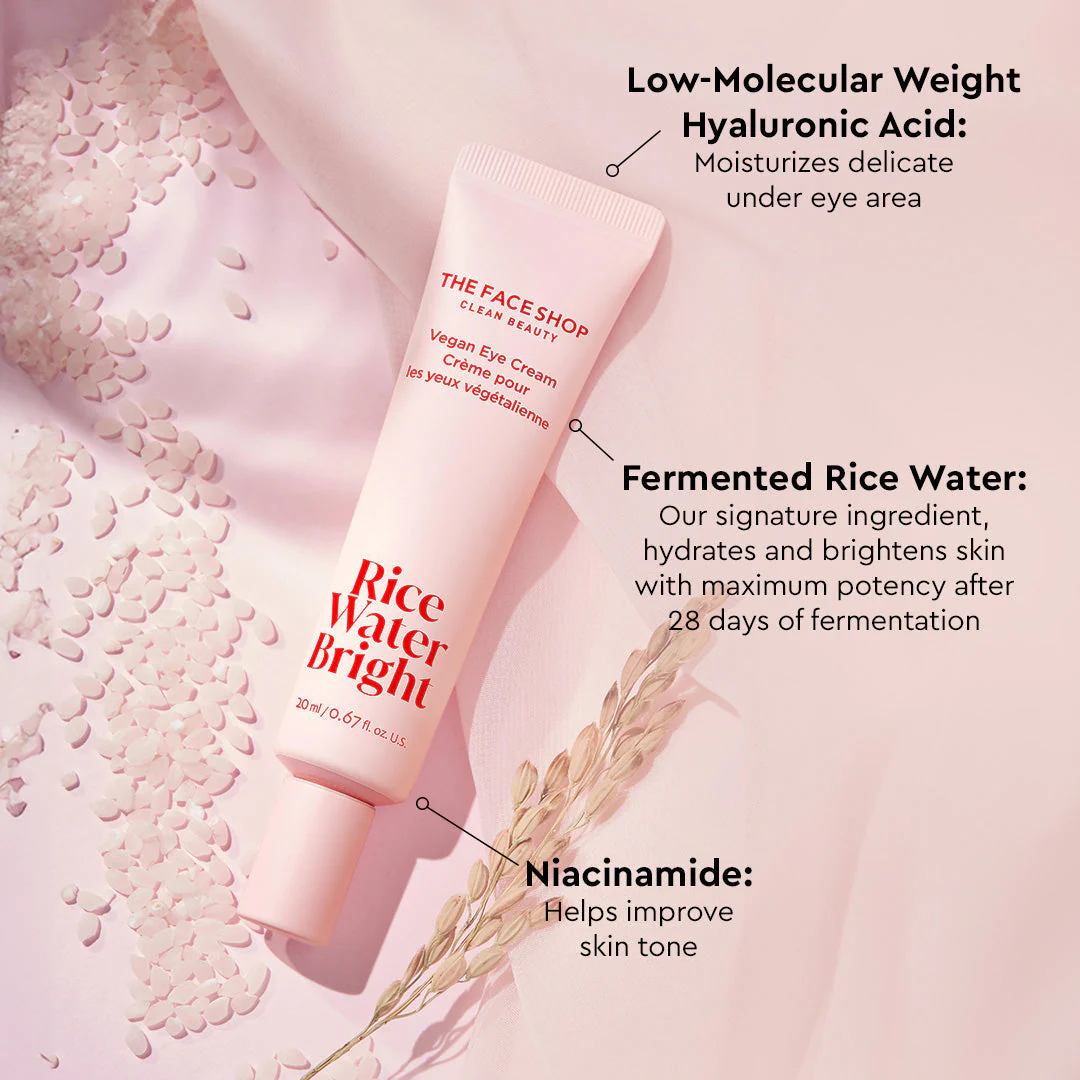 Low-Molecular Weight
Hyaluronic Acid:
Moisturizes delicate
under eye area
THE FACE SHOP
CLEAN BEAUTY
Vegan Eye Cream
Crème pour
les yeux végétalienne
Fermented Rice Water:
Our signature ingredient,
hydrates and brightens skin
with maximum potency after
28 days of fermentation
Rice
Water
Bright
20 ml / 0.67 fl. oz. U.S.
Niacinamide:
Helps improve
skin tone